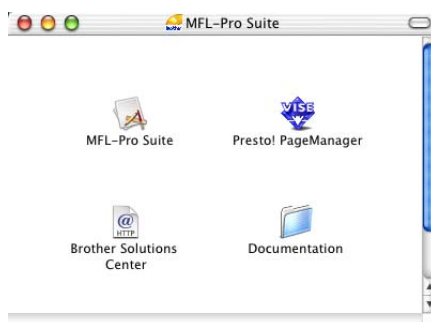 MFL-Pro Suite
MFL-Pro Suite
VISE
Presto! PageManager
@
HTTP
Brother Solutions
Center
Documentation